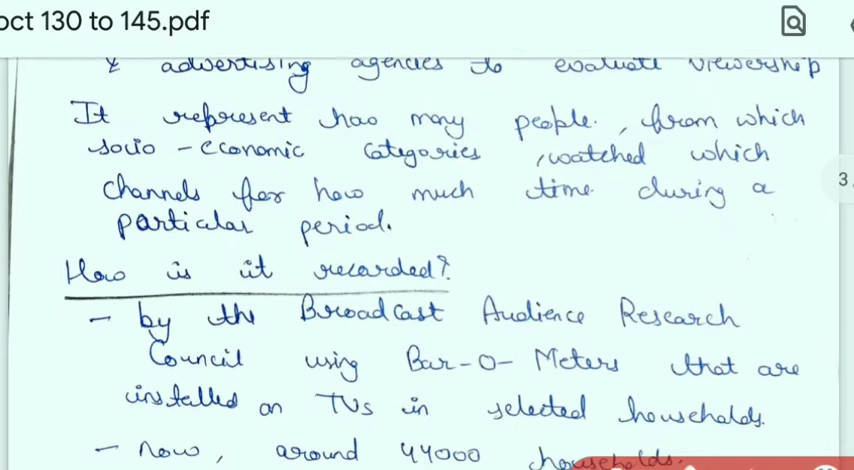 oct 130 to 145.pdf
& advertising agencies to evaluate viewership
It represent how many people, from which
socio-economic categories, watched which
channels for how much time during a
particular period.
3
How is it recorded?
- by the Broadcast Audience Research
Council using Bar-O-Meters that are
installed on TVs in selected households.
- now, around 44000 households.